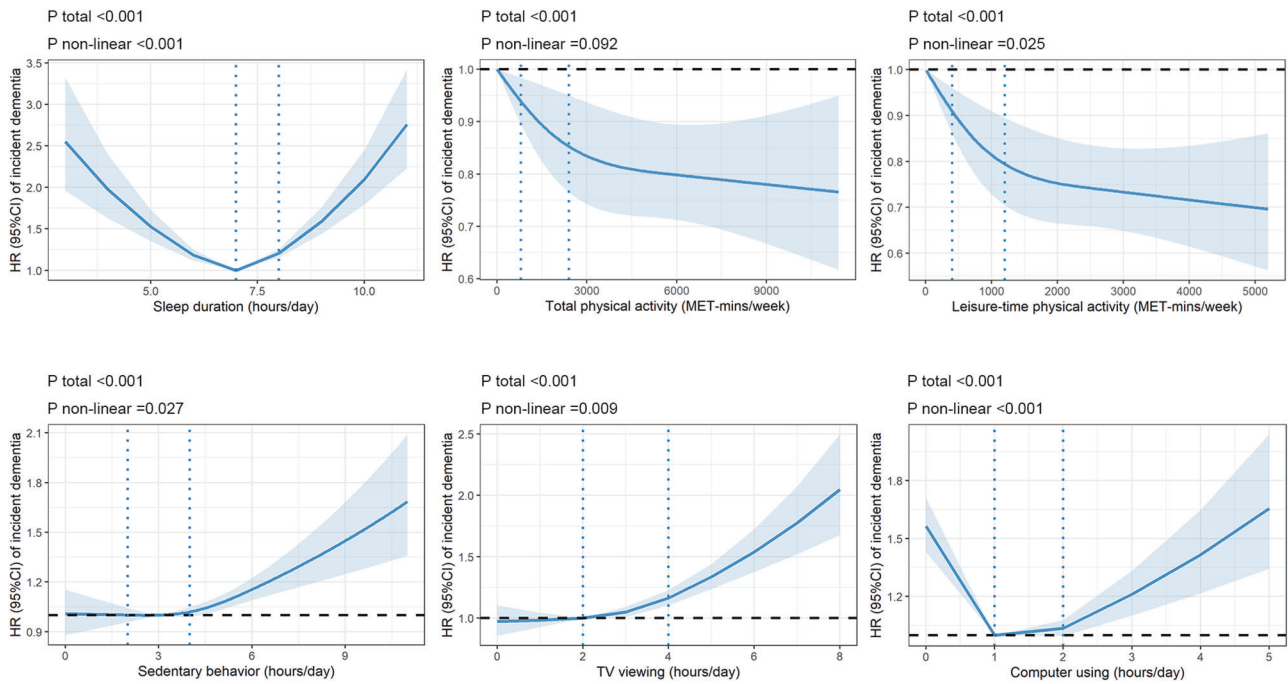 P total <0.001
P non-linear <0.001
HR (95%CI) of incident dementia
3.5
3.0
2.5
2.0
1.5
1.0
5.0 7.5 10.0
Sleep duration (hours/day)
P total <0.001
P non-linear =0.092
HR (95%CI) of incident dementia
1.0
0.9
0.8
0.7
0.6
0 3000 6000 9000
Total physical activity (MET-mins/week)
P total <0.001
P non-linear =0.025
HR (95%CI) of incident dementia
1.0
0.9
0.8
0.7
0.6
0 1000 2000 3000 4000 5000
Leisure-time physical activity (MET-mins/week)
P total <0.001
P non-linear =0.027
HR (95%CI) of incident dementia
2.1
1.8
1.5
1.2
0.9
0 3 6 9
Sedentary behavior (hours/day)
P total <0.001
P non-linear =0.009
HR (95%CI) of incident dementia
2.5
2.0
1.5
1.0
0 2 4 6 8
TV viewing (hours/day)
P total <0.001
P non-linear <0.001
HR (95%CI) of incident dementia
1.8
1.5
1.2
0 1 2 3 4 5
Computer using (hours/day)